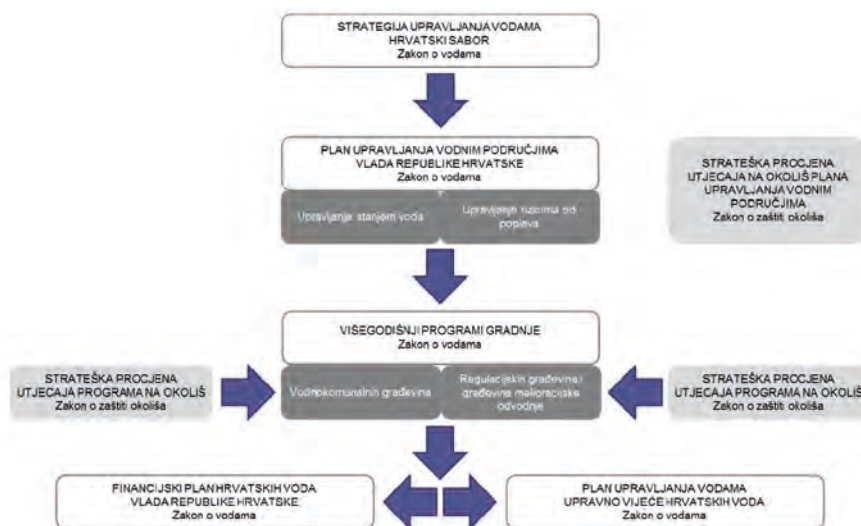 STRATEGIJA UPRAVLJANJA VODAMA
HRVATSKI SABOR
Zakon o vodama
PLAN UPRAVLJANJA VODNIM PODRUČJIMA
VLADA REPUBLIKE HRVATSKE
Zakon o vodama
Upravljanje stanjem voda
Upravljanje rizicima od
poplava
STRATEŠKA PROCJENA
UTJECAJA NA OKOLIŠ PLANA
UPRAVLJANJA VODNIM
PODRUČJIMA
Zakon o zaštiti okoliša
VIŠEGODIŠNJI PROGRAMI GRADNJE
Zakon o vodama
STRATEŠKA PROCJENA
UTJECAJA PROGRAMA NA OKOLIŠ
Zakon o zaštiti okoliša
Vodnokomunalnih građevina
Regulacijskih građevina i
građevina melioracijske
odvodnje
STRATEŠKA PROCJENA
UTJECAJA PROGRAMA NA OKOLIŠ
Zakon o zaštiti okoliša
FINANCIJSKI PLAN HRVATSKIH VODA
VLADA REPUBLIKE HRVATSKE
Zakon o vodama
PLAN UPRAVLJANJA VODAMA
UPRAVNO VIJEĆE HRVATSKIH VODA
Zakon o vodama